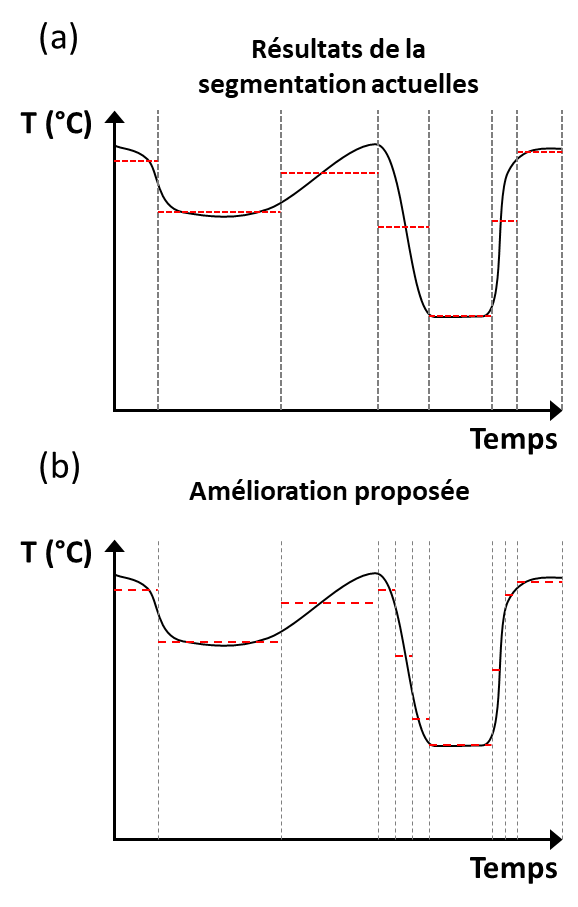 (a)
Résultats de la
segmentation actuelles
T (°C)
Temps
(b)
Amélioration proposée
T (°C)
Temps